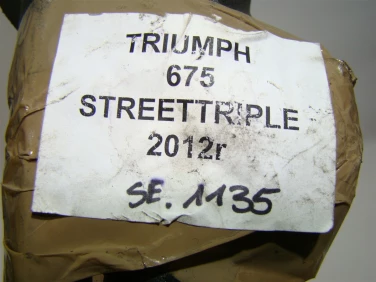 TRIUMPH
675
STREETTRIPLE
2012r
SE. 1135